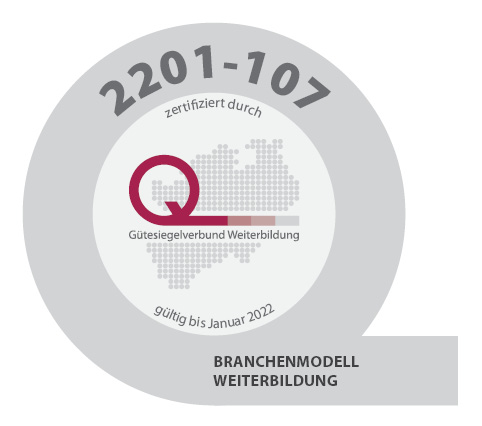 2201-107
zertifiziert durch
Gütesiegelverbund Weiterbildung
gültig bis Januar 2022
BRANCHENMODELL
WEITERBILDUNG